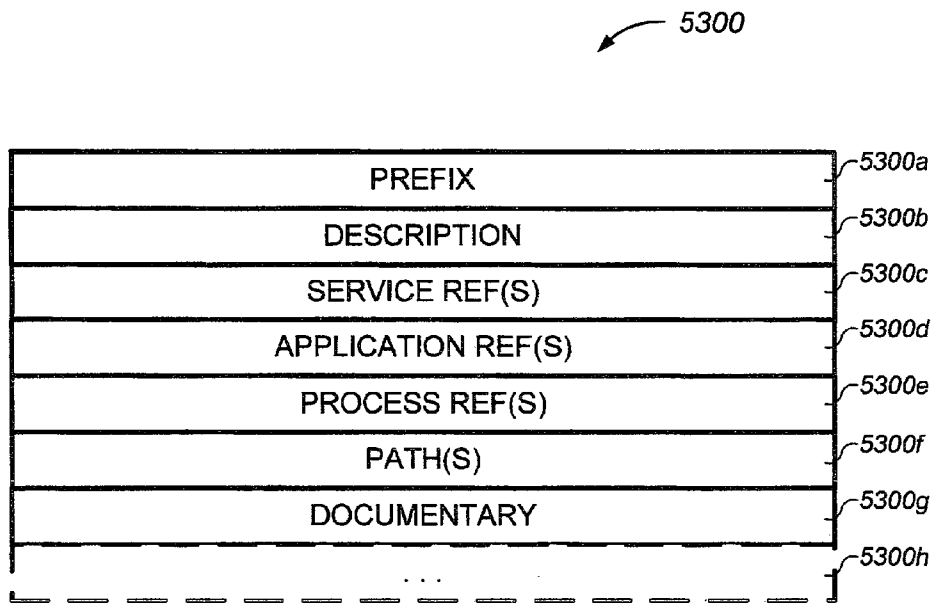 5300
PREFIX 5300a
DESCRIPTION 5300b
SERVICE REF(S) 5300c
APPLICATION REF(S) 5300d
PROCESS REF(S) 5300e
PATH(S) 5300f
DOCUMENTARY 5300g
... 5300h